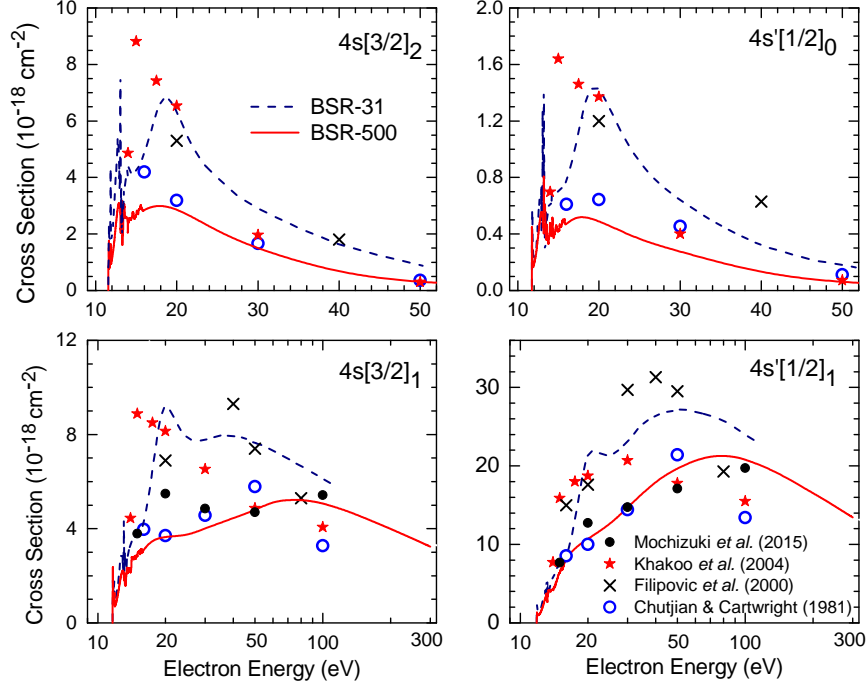 4s[3/2]2
4s'[1/2]0
BSR-31
BSR-500
Cross Section (10-18 cm-2)
10
8
6
4
2
0
10 20 30 40 50
2.0
1.6
1.2
0.8
0.4
0.0
10 20 30 40 50
4s[3/2]1
4s'[1/2]1
Cross Section (10-18 cm-2)
12
9
6
3
0
10 20 50 100 300
Electron Energy (eV)
30
20
10
0
10 20 50 100 300
Electron Energy (eV)
Mochizuki et al. (2015)
Khakoo et al. (2004)
Filipovic et al. (2000)
Chutjian & Cartwright (1981)